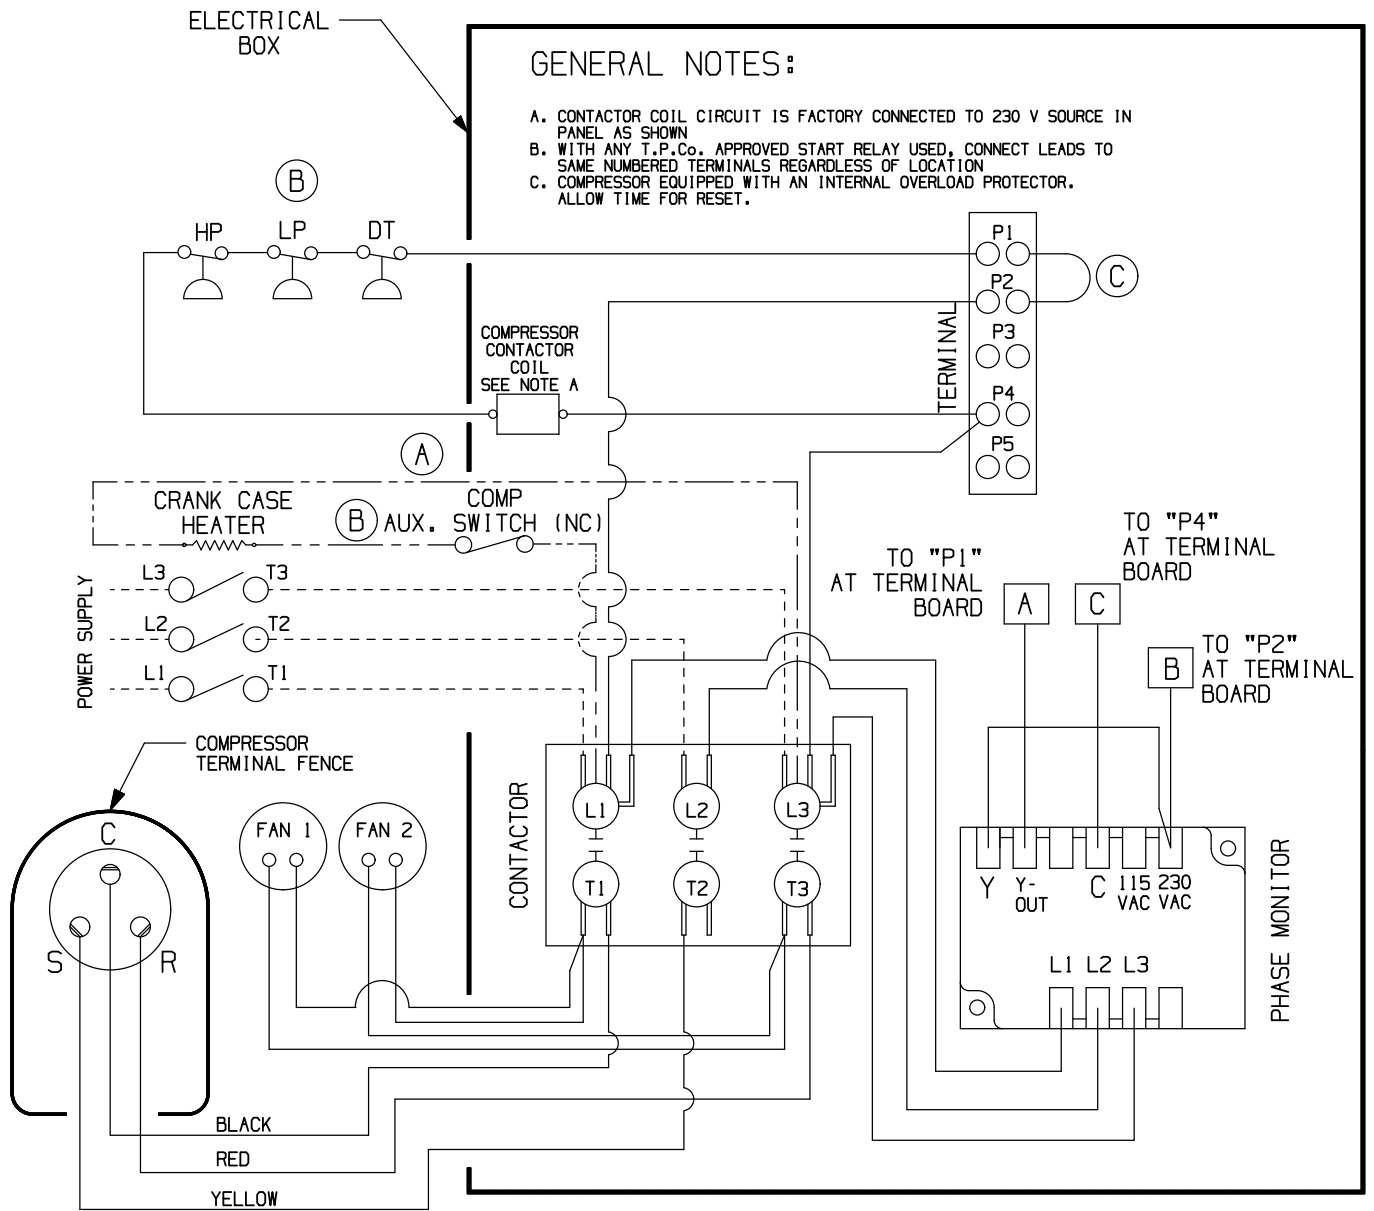 ELECTRICAL
BOX
GENERAL NOTES:
A. CONTACTOR COIL CIRCUIT IS FACTORY CONNECTED TO 230 V SOURCE IN
PANEL AS SHOWN
B. WITH ANY T.P.Co. APPROVED START RELAY USED, CONNECT LEADS TO
SAME NUMBERED TERMINALS REGARDLESS OF LOCATION
C. COMPRESSOR EQUIPPED WITH AN INTERNAL OVERLOAD PROTECTOR.
ALLOW TIME FOR RESET.
B
HP LP DT
P1
P2
P3
P4
P5
C
TERMINAL
COMPRESSOR
CONTACTOR
COIL
SEE NOTE A
A
CRANK CASE
HEATER
B
COMP
AUX. SWITCH (NC)
POWER SUPPLY
L3 T3
L2 T2
L1 T1
TO "P1"
AT TERMINAL
BOARD
A
TO "P4"
AT TERMINAL
BOARD
C
TO "P2"
AT TERMINAL
BOARD
B
COMPRESSOR
TERMINAL FENCE
C
S R
FAN 1 FAN 2
CONTACTOR
L1 L2 L3
T1 T2 T3
Y Y-
OUT
C 115
VAC
230
VAC
L1 L2 L3
PHASE MONITOR
BLACK
RED
YELLOW